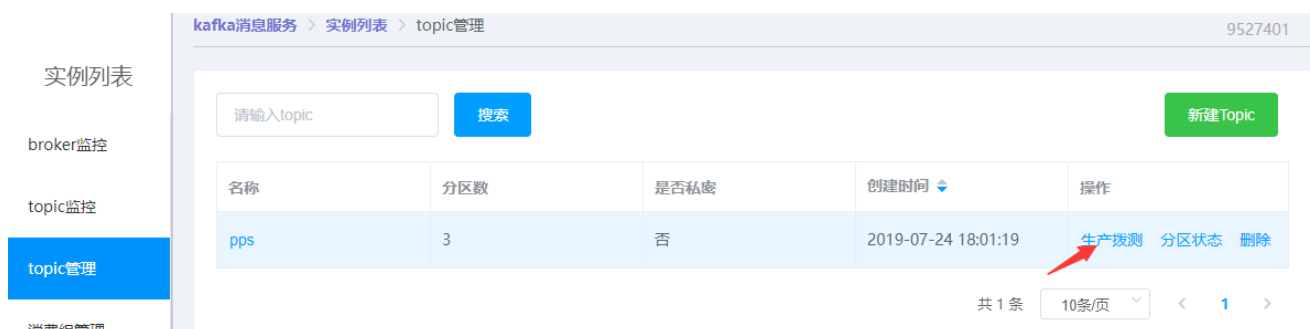 kafka消息服务 > 实例列表 > topic管理
9527401
实例列表
请输入topic
搜索
新建Topic
broker监控
topic监控
topic管理
消费组管理
名称 分区数 是否私密 创建时间 操作
pps 3 否 2019-07-24 18:01:19 生产拨测 分区状态 删除
共 1 条 10条/页 < 1 >